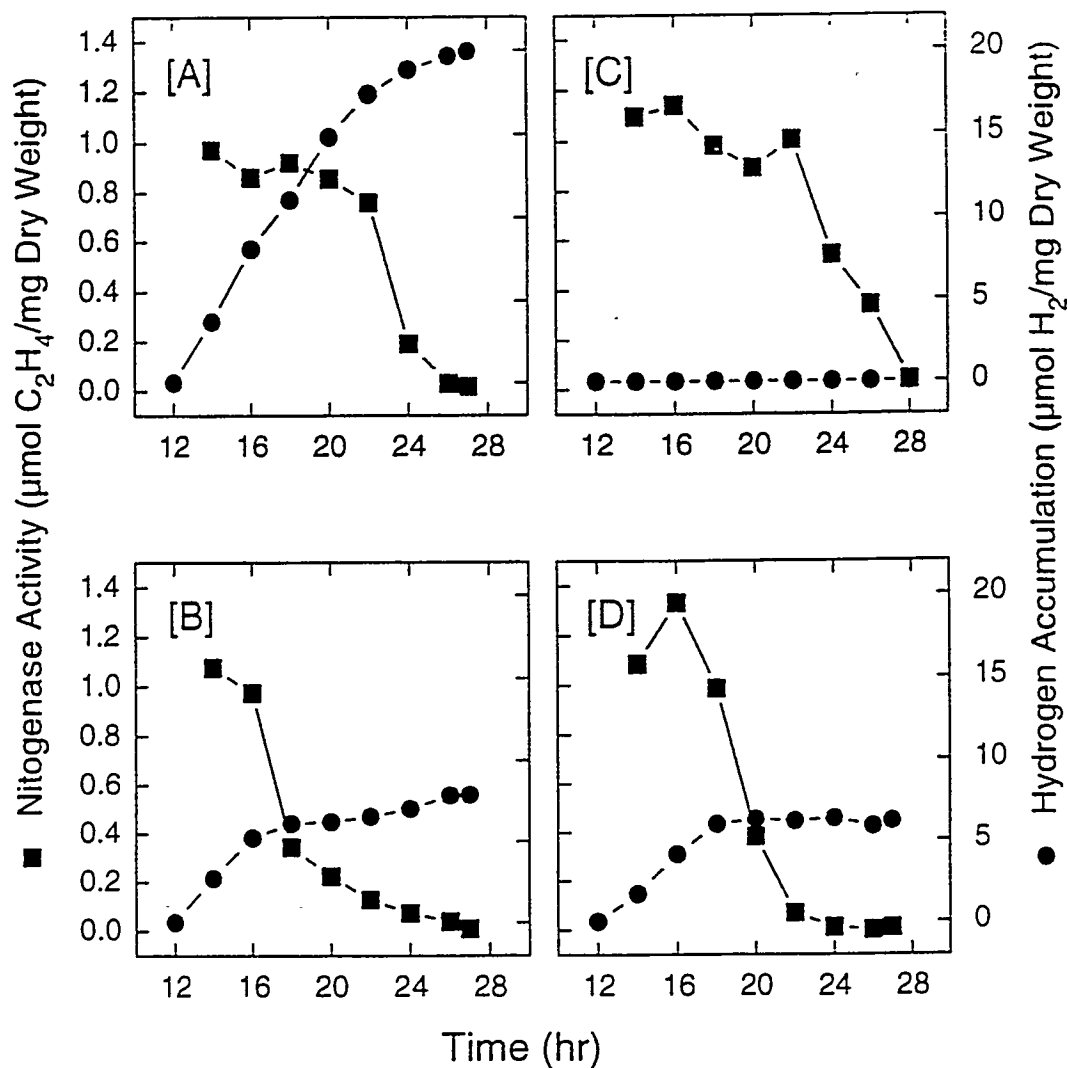 ■ Nitogenase Activity (μmol C₂H₄/mg Dry Weight)
1.4
1.2
1.0
0.8
0.6
0.4
0.2
0.0
[A]
12 16 20 24 28
[C]
12 16 20 24 28
20
15
10
5
0
1.4
1.2
1.0
0.8
0.6
0.4
0.2
0.0
[B]
12 16 20 24 28
[D]
12 16 20 24 28
20
15
10
5
0
● Hydrogen Accumulation (μmol H₂/mg Dry Weight)
Time (hr)